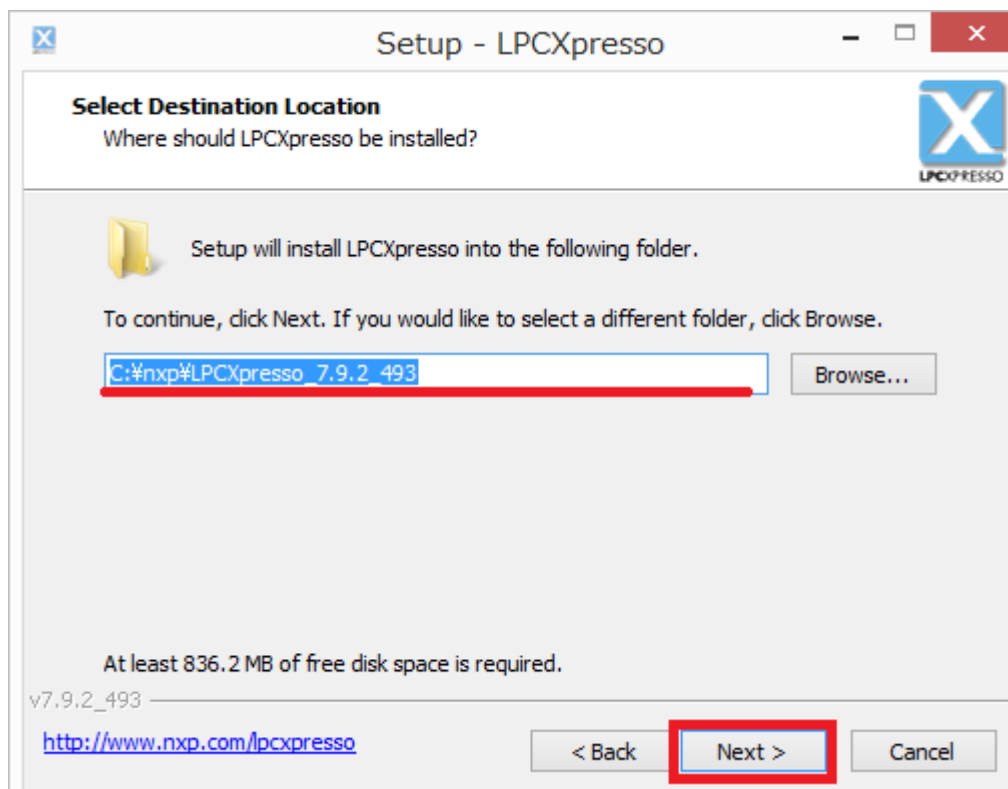 Setup - LPCXpresso
Select Destination Location
Where should LPCXpresso be installed?
LPCXPRESSO
Setup will install LPCXpresso into the following folder.
To continue, click Next. If you would like to select a different folder, click Browse.
C:¥nxp¥LPCXpresso_7.9.2_493
Browse...
At least 836.2 MB of free disk space is required.
v7.9.2_493
http://www.nxp.com/lpcxpresso
< Back
Next >
Cancel